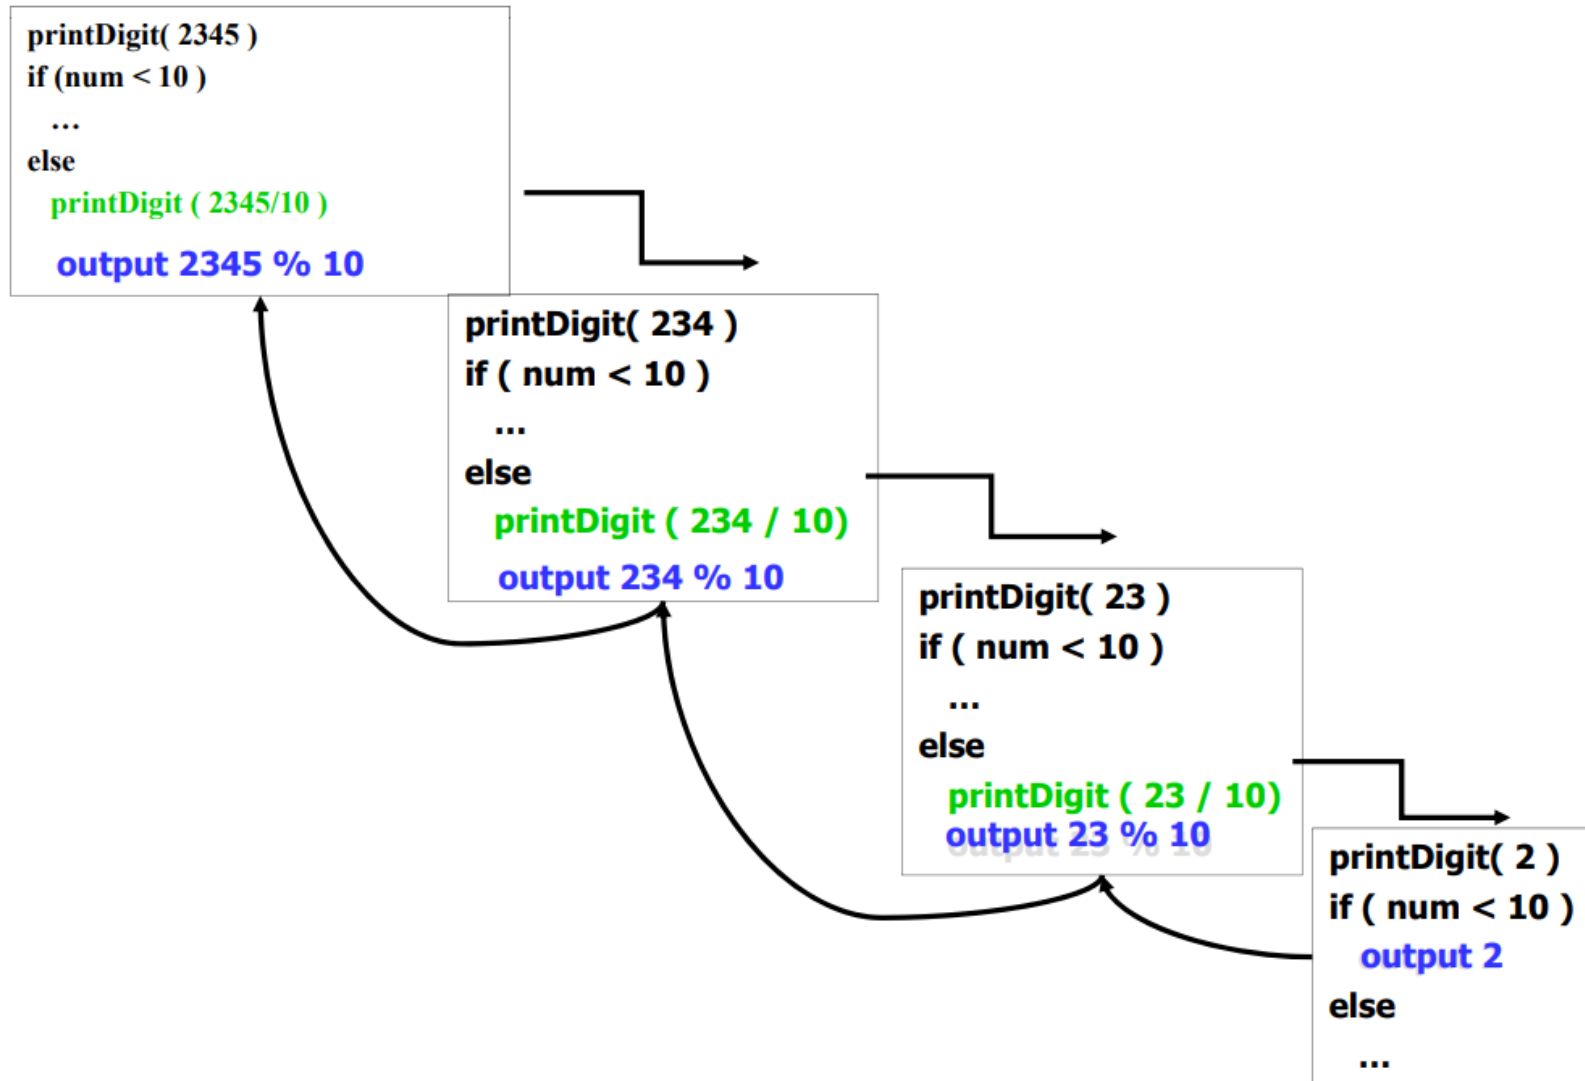 printDigit( 2345 )
if (num < 10 )
...
else
printDigit ( 2345/10 )
output 2345 % 10
printDigit( 234 )
if ( num < 10 )
...
else
printDigit ( 234 / 10)
output 234 % 10
printDigit( 23 )
if ( num < 10 )
...
else
printDigit ( 23 / 10)
output 23 % 10
printDigit( 2 )
if ( num < 10 )
output 2
else
...